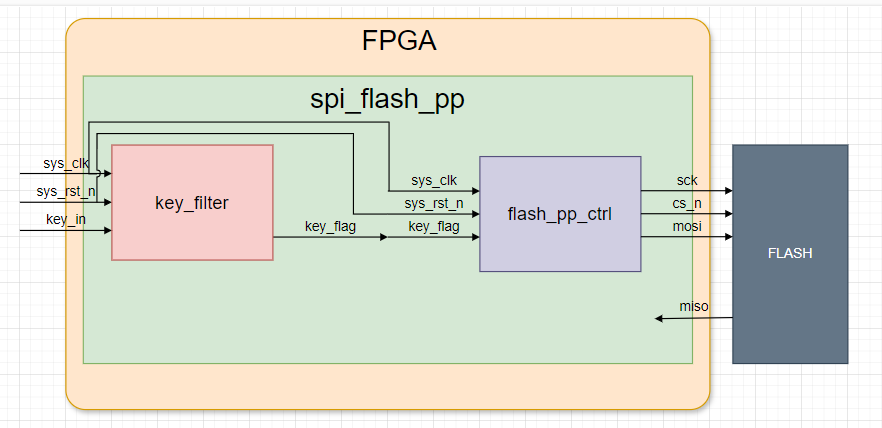 FPGA
spi_flash_pp
sys_clk
sys_rst_n
key_in
key_filter
key_flag
sys_clk
sys_rst_n
key_flag
flash_pp_ctrl
sck
cs_n
mosi
miso
FLASH